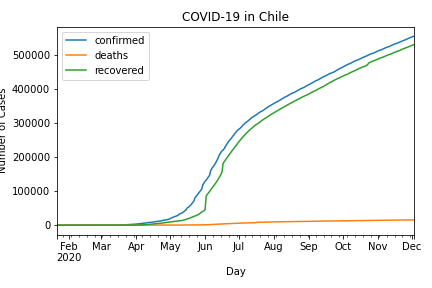 COVID-19 in Chile
confirmed
deaths
recovered
500000
400000
300000
200000
100000
0
Number of Cases
Feb Mar Apr May Jun Jul Aug Sep Oct Nov Dec
2020
Day